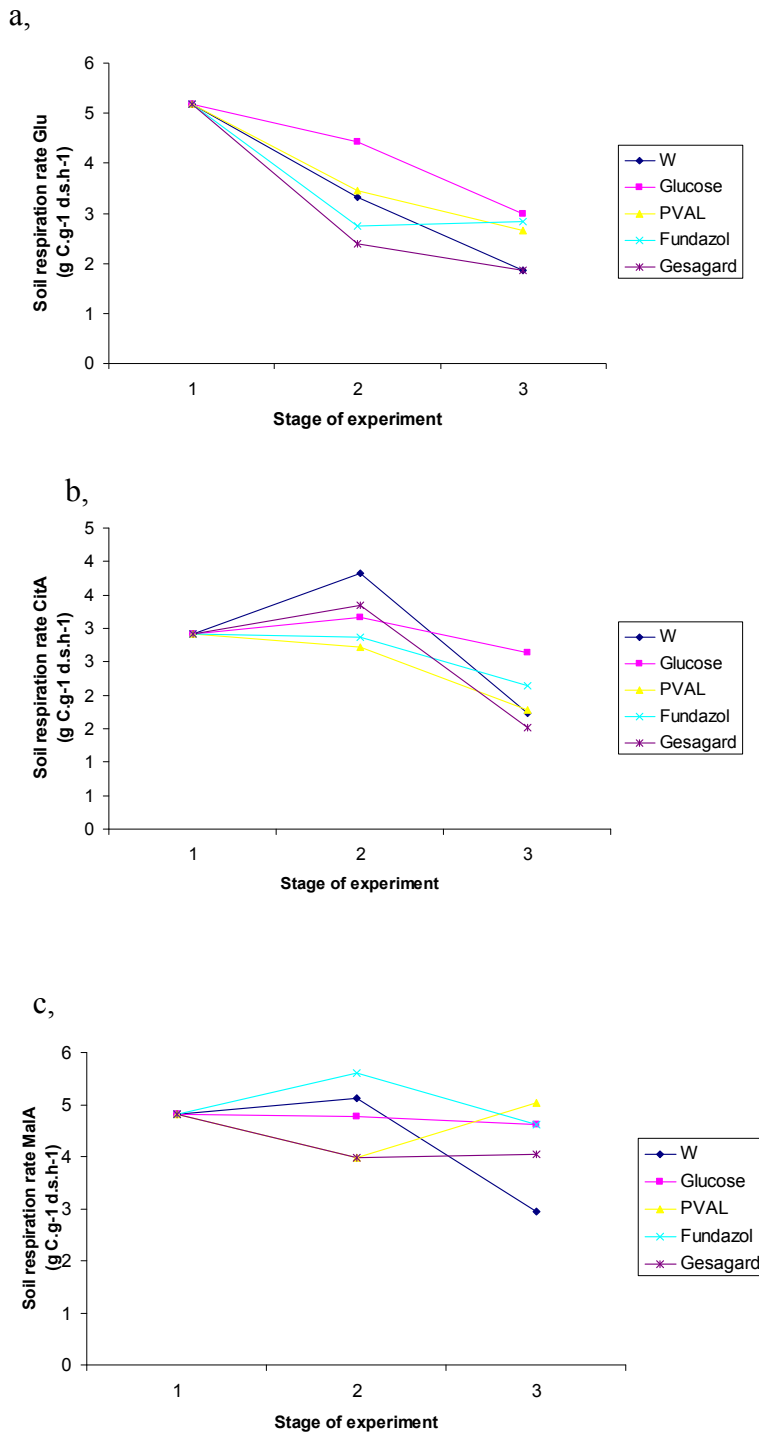 a,
Soil respiration rate Glu
(g C.g-1 d.s.h-1)
6
5
4
3
2
1
0
1 2 3
Stage of experiment
W
Glucose
PVAL
Fundazol
Gesagard
b,
Soil respiration rate CitA
(g C.g-1 d.s.h-1)
5
4
4
3
3
2
2
1
1
0
1 2 3
Stage of experiment
W
Glucose
PVAL
Fundazol
Gesagard
c,
Soil respiration rate MalA
(g C.g-1 d.s.h-1)
6
5
4
3
2
1
0
1 2 3
Stage of experiment
W
Glucose
PVAL
Fundazol
Gesagard